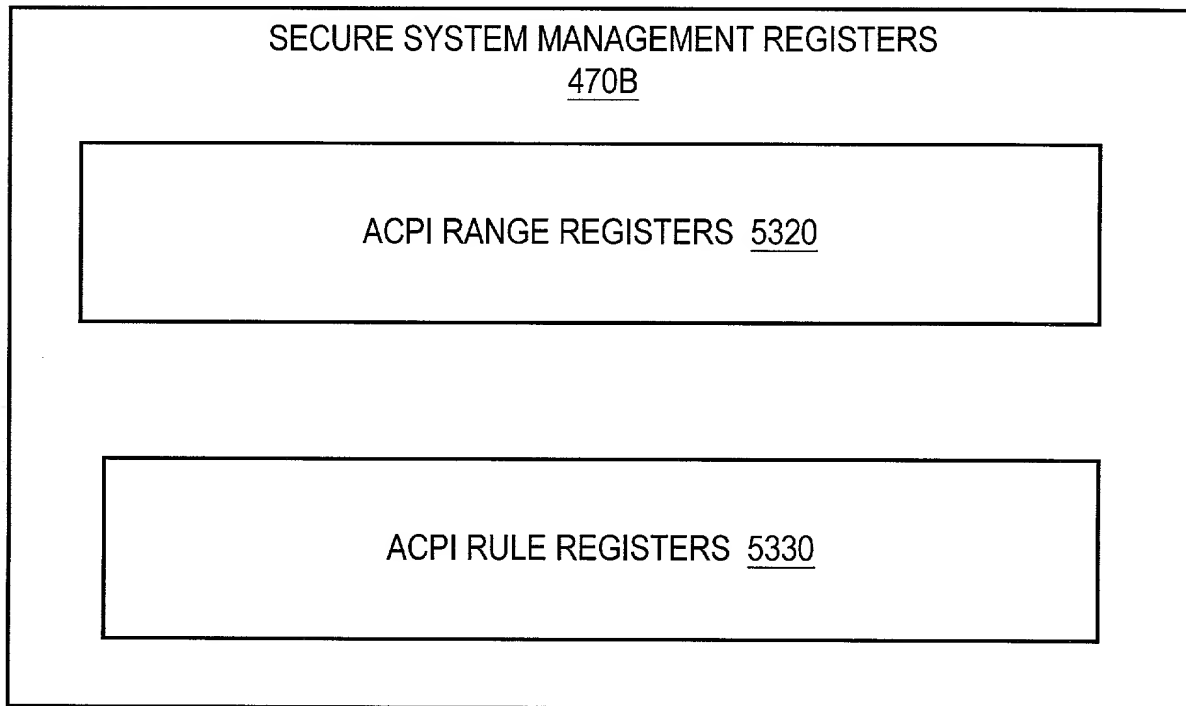 SECURE SYSTEM MANAGEMENT REGISTERS
470B
ACPI RANGE REGISTERS 5320
ACPI RULE REGISTERS 5330